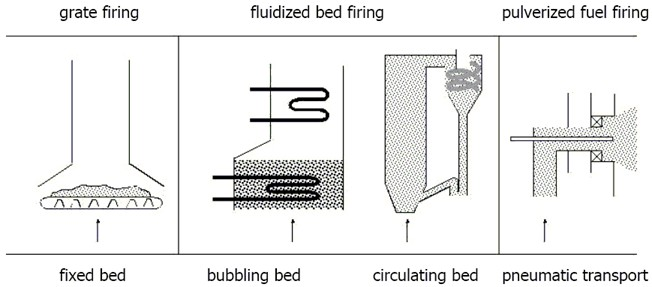 grate firing
fluidized bed firing
pulverized fuel firing
fixed bed
bubbling bed
circulating bed
pneumatic transport